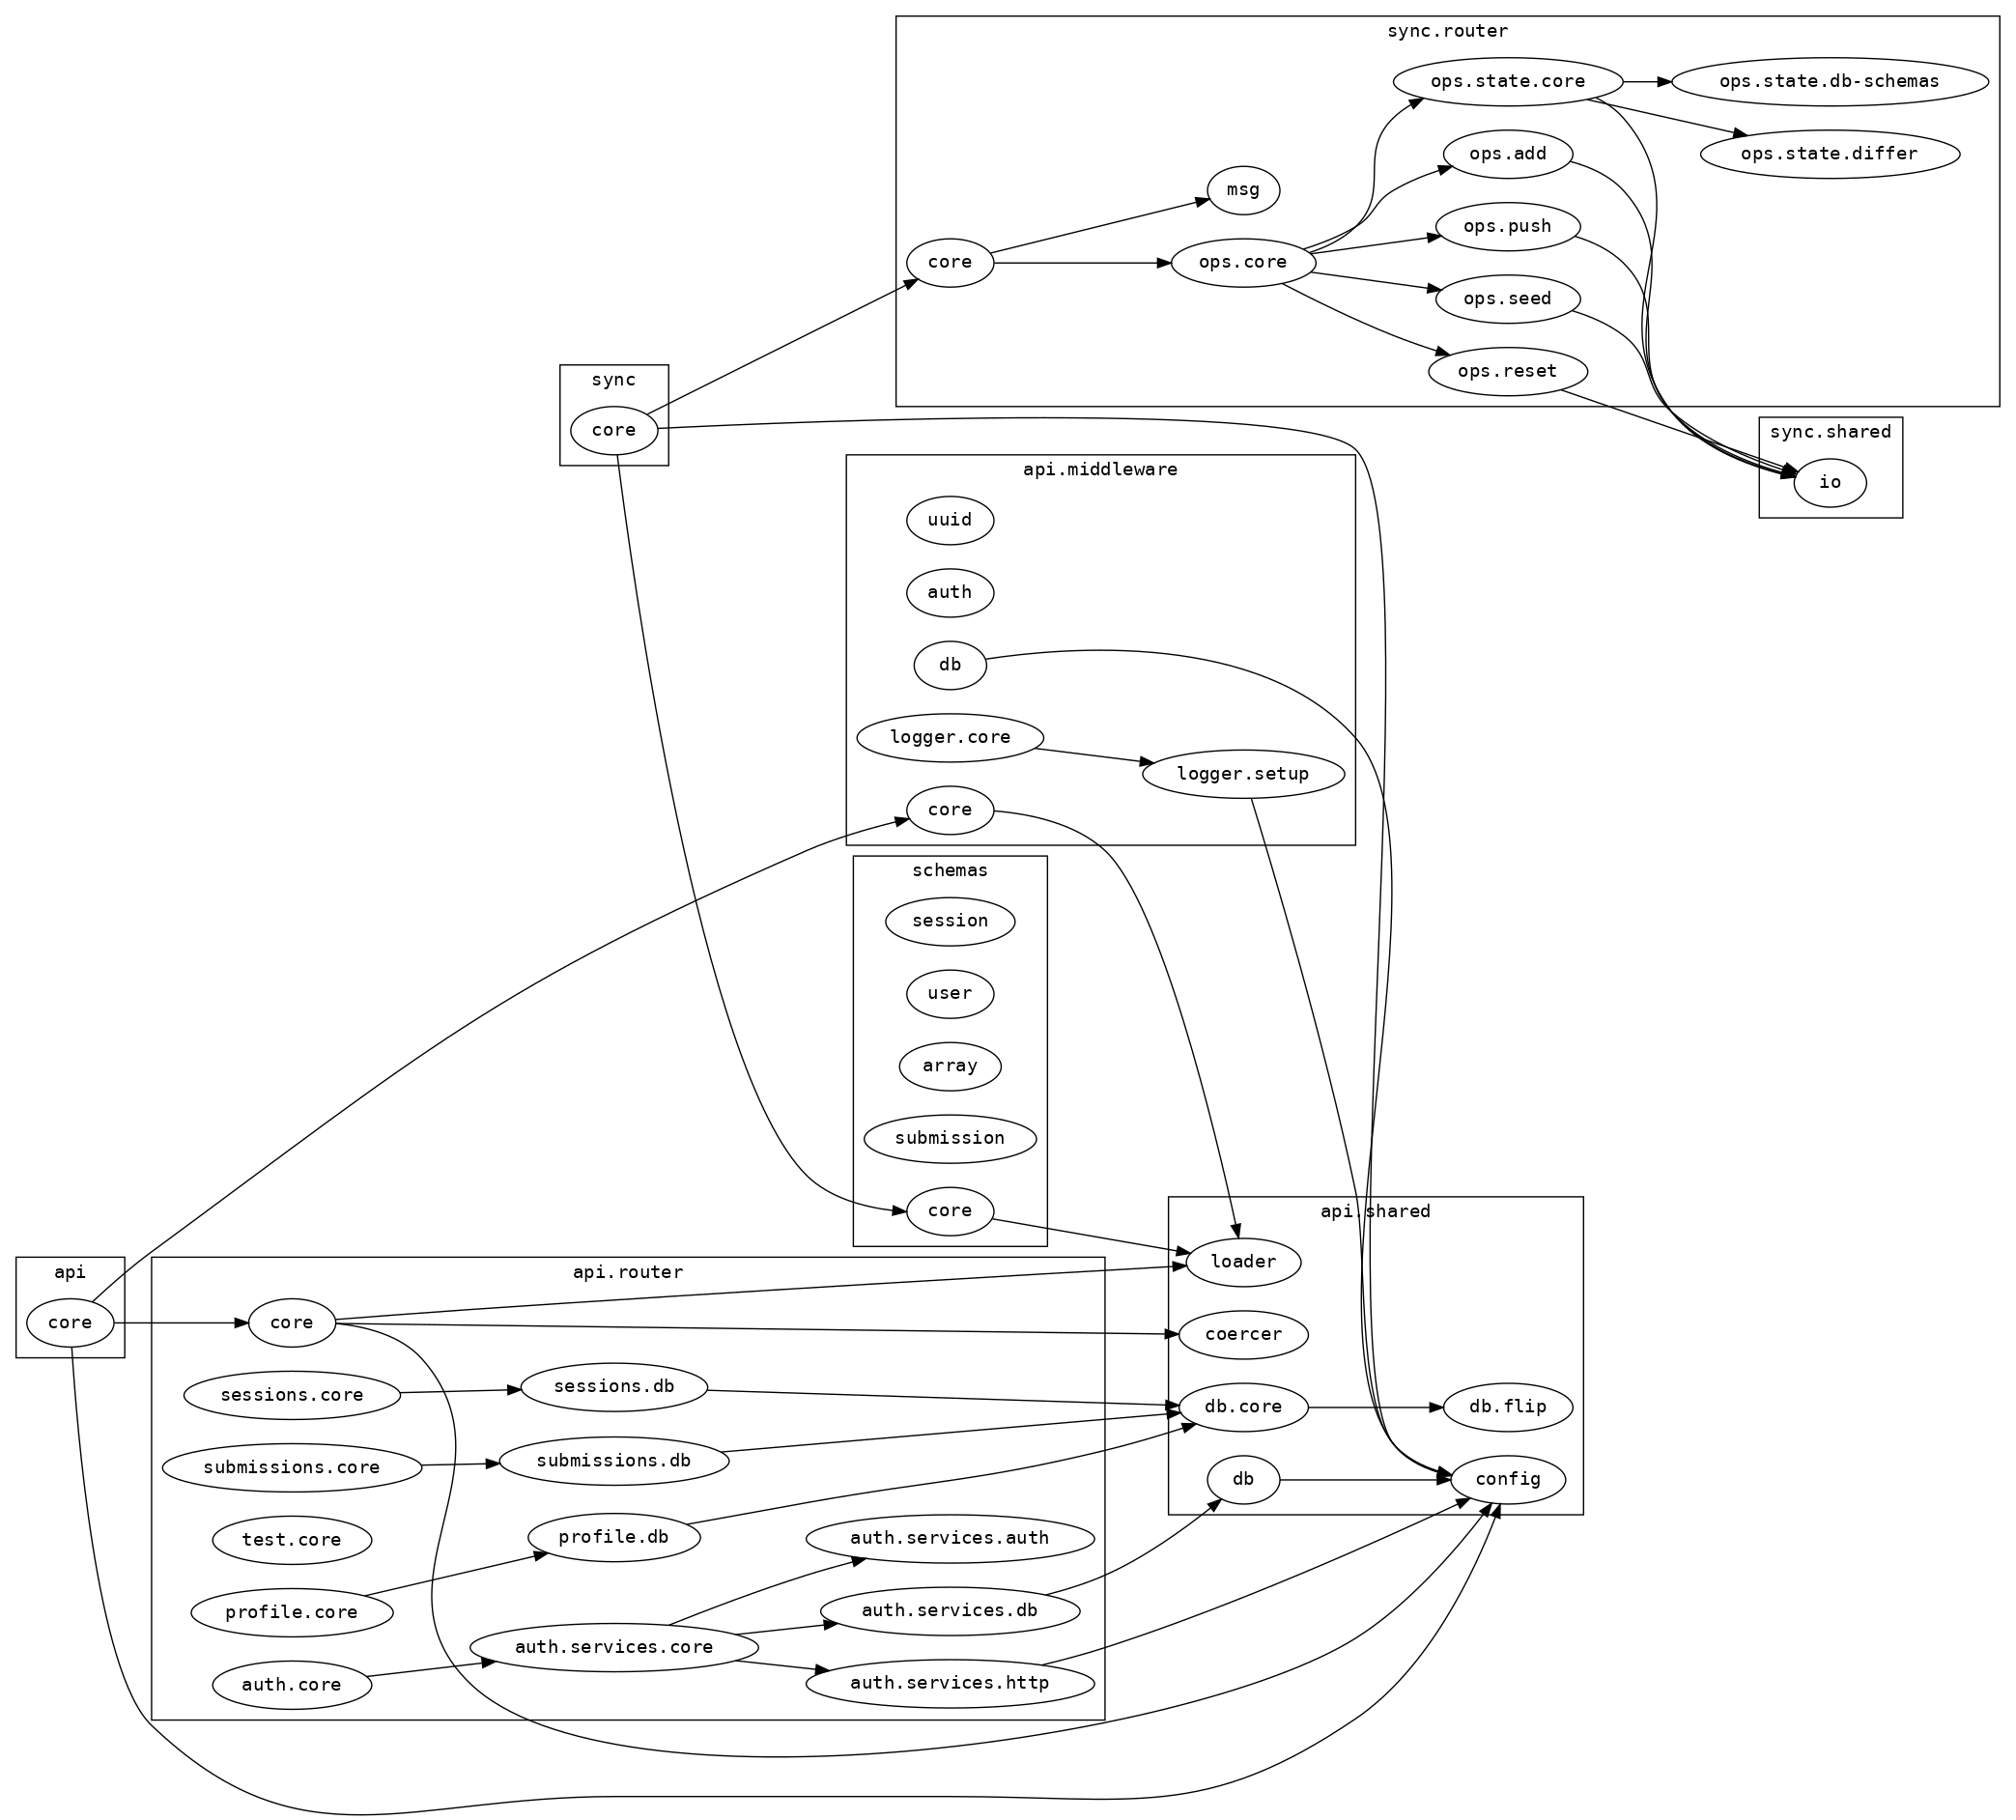 sync.router
ops.state.core
ops.state.db-schemas
ops.add
ops.state.differ
msg
ops.push
core
ops.core
ops.seed
ops.reset
sync
core
sync.shared
io
api.middleware
uuid
auth
db
logger.core
logger.setup
core
schemas
session
user
array
submission
core
api.shared
loader
coercer
db.core
db.flip
db
config
api
core
api.router
core
sessions.core
sessions.db
submissions.core
submissions.db
test.core
profile.db
auth.services.auth
profile.core
auth.services.db
auth.services.core
auth.core
auth.services.http